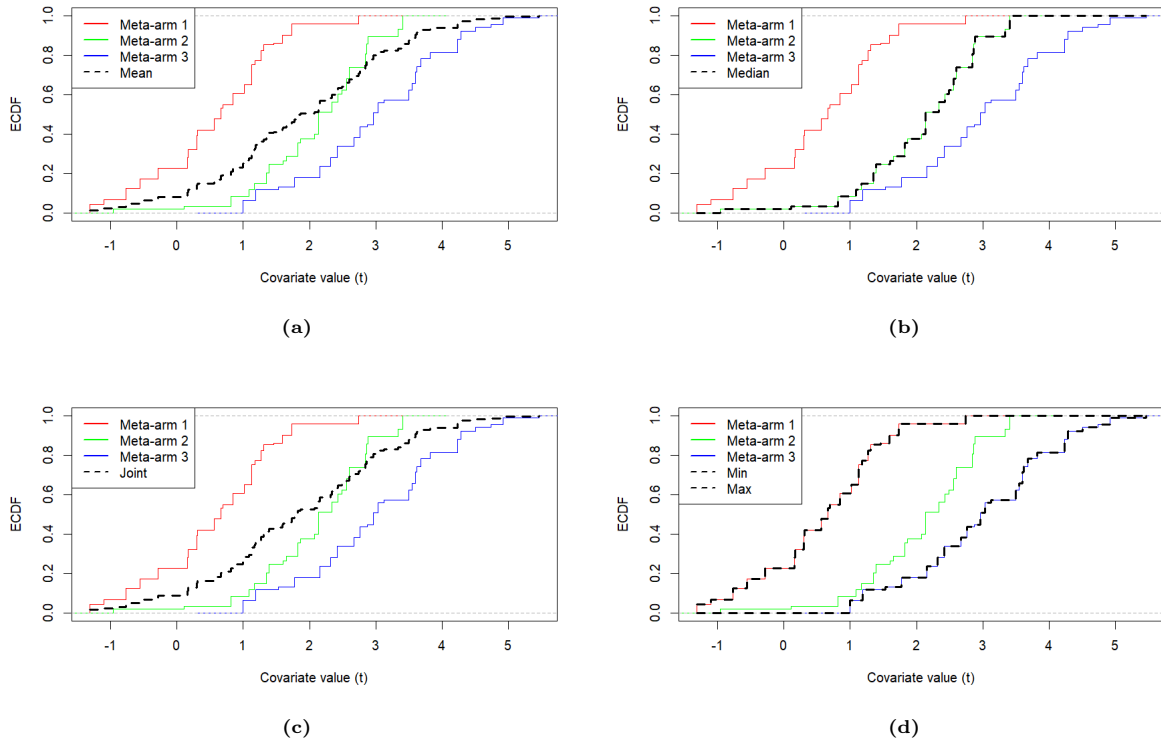 Meta-arm 1
Meta-arm 2
Meta-arm 3
Mean
ECDF
0.0 0.2 0.4 0.6 0.8 1.0
-1 0 1 2 3 4 5
Covariate value (t)
(a)
Meta-arm 1
Meta-arm 2
Meta-arm 3
Median
ECDF
0.0 0.2 0.4 0.6 0.8 1.0
-1 0 1 2 3 4 5
Covariate value (t)
(b)
Meta-arm 1
Meta-arm 2
Meta-arm 3
Joint
ECDF
0.0 0.2 0.4 0.6 0.8 1.0
-1 0 1 2 3 4 5
Covariate value (t)
(c)
Meta-arm 1
Meta-arm 2
Meta-arm 3
Min
Max
ECDF
0.0 0.2 0.4 0.6 0.8 1.0
-1 0 1 2 3 4 5
Covariate value (t)
(d)